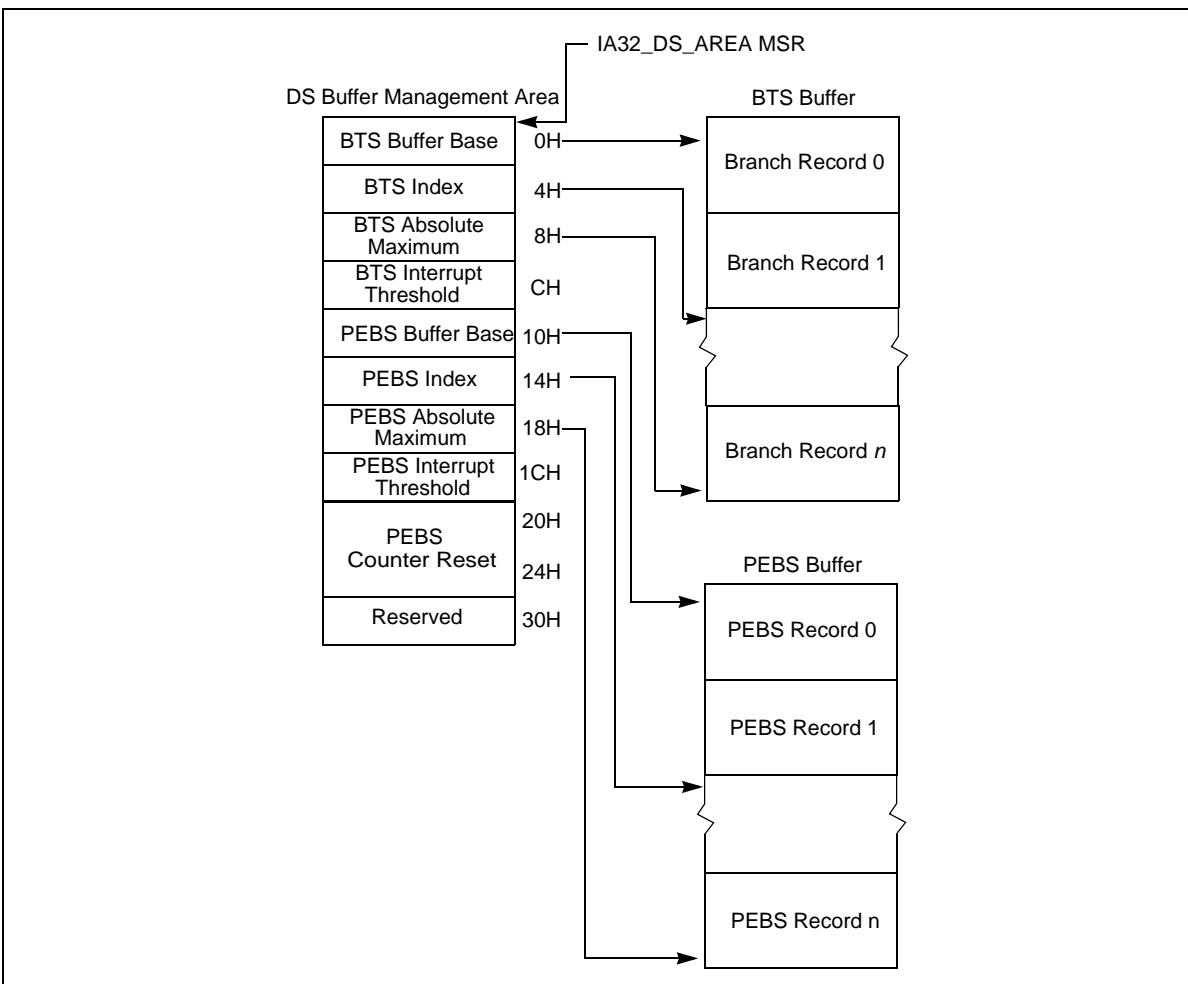 IA32_DS_AREA MSR
DS Buffer Management Area
BTS Buffer Base 0H
BTS Index 4H
BTS Absolute
Maximum 8H
BTS Interrupt
Threshold CH
PEBS Buffer Base 10H
PEBS Index 14H
PEBS Absolute
Maximum 18H
PEBS Interrupt
Threshold 1CH
PEBS
Counter Reset
20H
24H
Reserved 30H
BTS Buffer
Branch Record 0
Branch Record 1
Branch Record n
PEBS Buffer
PEBS Record 0
PEBS Record 1
PEBS Record n